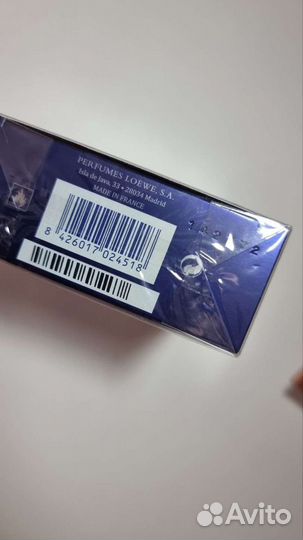 PERFUMES LOEWE, S.A.
Isla de Java, 33 • 28034 Madrid
MADE IN FRANCE
8 426017 024518
Avito